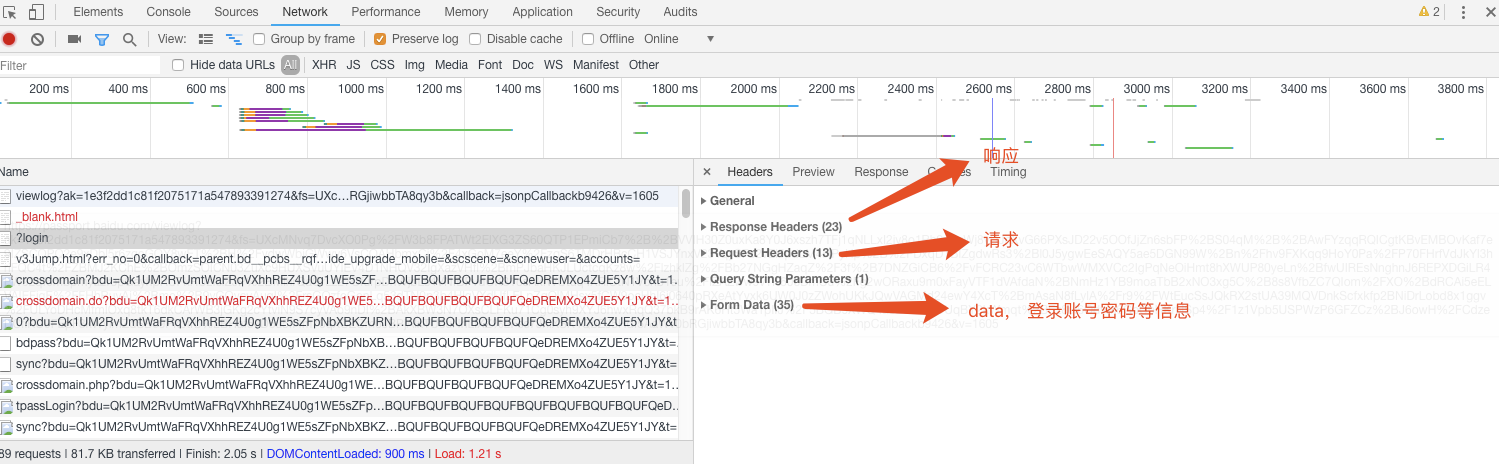 Elements Console Sources Network Performance Memory Application Security Audits 2
View: Group by frame Preserve log Disable cache Offline Online
Filter Hide data URLs All XHR JS CSS Img Media Font Doc WS Manifest Other
200 ms 400 ms 600 ms 800 ms 1000 ms 1200 ms 1400 ms 1600 ms 1800 ms 2000 ms 2200 ms 2400 ms 2600 ms 2800 ms 3000 ms 3200 ms 3400 ms 3600 ms 3800 ms
响应
Name
Headers Preview Response Timing
viewlog?ak=1e3f2dd1c81f2075171a547893391274&fs=UXc…RGjiwbbTA8qy3b&callback=jsonpCallbackb9426&v=1605
General
_blank.html
Response Headers (23)
?login
请求
Request Headers (13)
v3Jump.html?err_no=0&callback=parent.bd__pcbs__rqf…ide_upgrade_mobile=&scscene=&scnewuser=&accounts=
Query String Parameters (1)
crossdomain?bdu=Qk1UM2RvUmtWaFRqVXhhREZ4U0g1WE5sZF…BQUFBQUFBQUFBQUFQeDREMXo4ZUE5Y1JY&t=
crossdomain.do?bdu=Qk1UM2RvUmtWaFRqVXhhREZ4U0g1WE5…BQUFBQUFBQUFBQUFQeDREMXo4ZUE5Y1JY&t=
Form Data (35)
data， 登录账号密码等信息
0?bdu=Qk1UM2RvUmtWaFRqVXhhREZ4U0g1WE5sZFpNbXBKZURN…BQUFBQUFBQUFBQUFQeDREMXo4ZUE5Y1JY&t
bdpass?bdu=Qk1UM2RvUmtWaFRqVXhhREZ4U0g1WE5sZFpNbXB…BQUFBQUFBQUFBQUFQeDREMXo4ZUE5Y1JY&t=
sync?bdu=Qk1UM2RvUmtWaFRqVXhhREZ4U0g1WE5sZFpNbXBKZ…BQUFBQUFBQUFBQUFQeDREMXo4ZUE5Y1JY&t=
crossdomain.php?bdu=Qk1UM2RvUmtWaFRqVXhhREZ4U0g1WE…BQUFBQUFBQUFBQUFQeDREMXo4ZUE5Y1JY&t=1…
tpassLogin?bdu=Qk1UM2RvUmtWaFRqVXhhREZ4U0g1WE5sZFp…BQUFBQUFBQUFBQUFBQUFBQUFBQUFBQUFQeD…
sync?bdu=Qk1UM2RvUmtWaFRqVXhhREZ4U0g1WE5sZFpNbXBKZ…BQUFBQUFBQUFBQUFQeDREMXo4ZUE5Y1JY&t=
89 requests | 81.7 KB transferred | Finish: 2.05 s | DOMContentLoaded: 900 ms | Load: 1.21 s